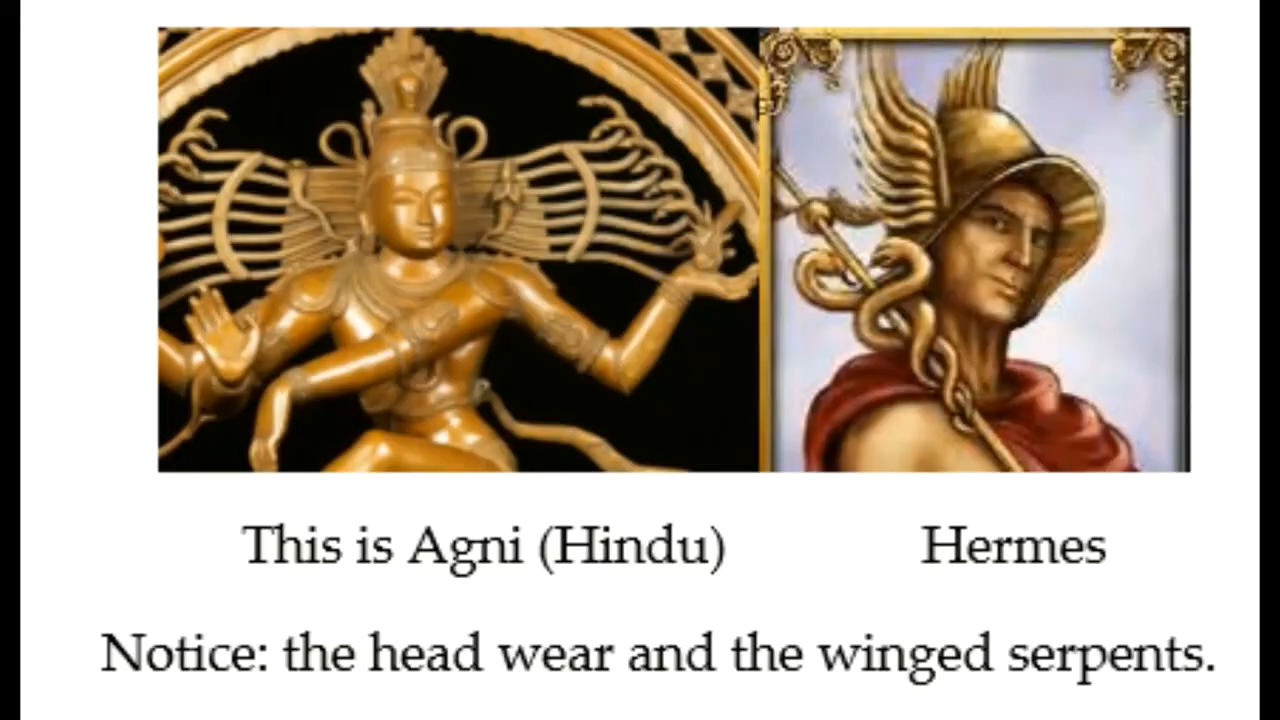 This is Agni (Hindu) Hermes
Notice: the head wear and the winged serpents.